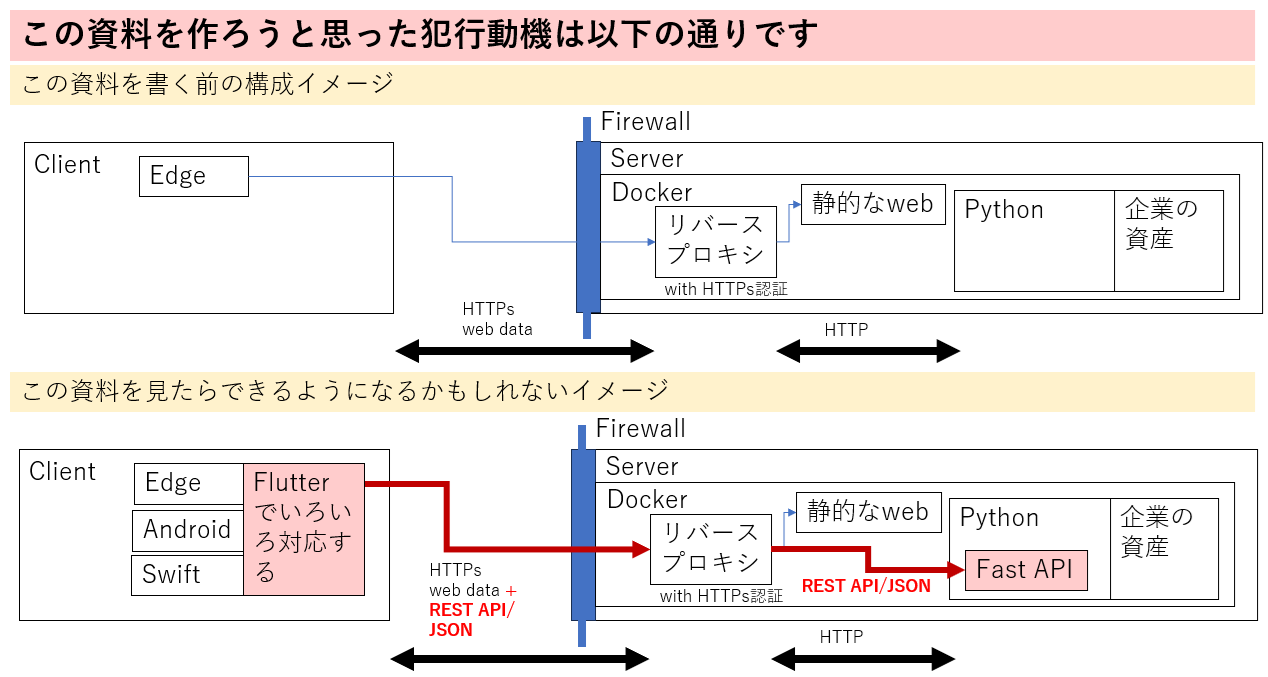 この資料を作ろうと思った犯行動機は以下の通りです
この資料を書く前の構成イメージ
Firewall
Client
Edge
Server
Docker
リバース
プロキシ
with HTTPs認証
静的なweb
Python
企業の
資産
HTTPs
web data
HTTP
この資料を見たらできるようになるかもしれないイメージ
Firewall
Client
Edge
Android
Swift
Flutter
でいろい
ろ対応す
る
Server
Docker
リバース
プロキシ
with HTTPs認証
静的なweb
Python
Fast API
企業の
資産
HTTPs
web data +
REST API/
JSON
REST API/JSON
HTTP